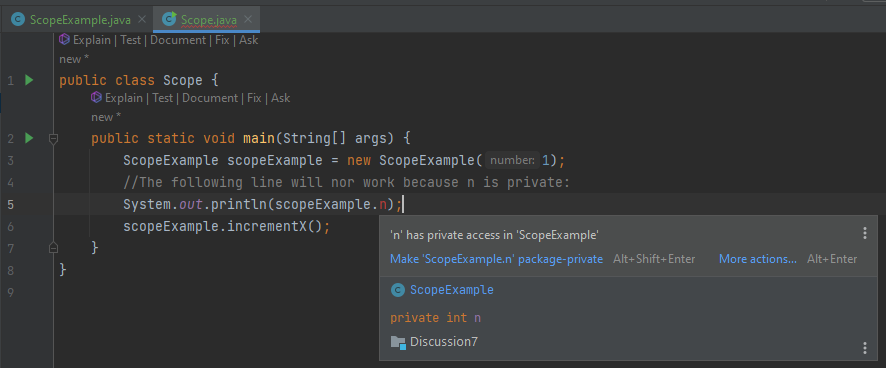 ScopeExample.java Scope.java
Explain | Test | Document | Fix | Ask
new *
1 public class Scope {
Explain | Test | Document | Fix | Ask
new *
2 public static void main(String[] args) {
3 ScopeExample scopeExample = new ScopeExample( number: 1);
4 //The following line will nor work because n is private:
5 System.out.println(scopeExample.n);
6 scopeExample.incrementX();
7 }
8 }
9
'n' has private access in 'ScopeExample'
Make 'ScopeExample.n' package-private Alt+Shift+Enter More actions... Alt+Enter
ScopeExample
private int n
Discussion7